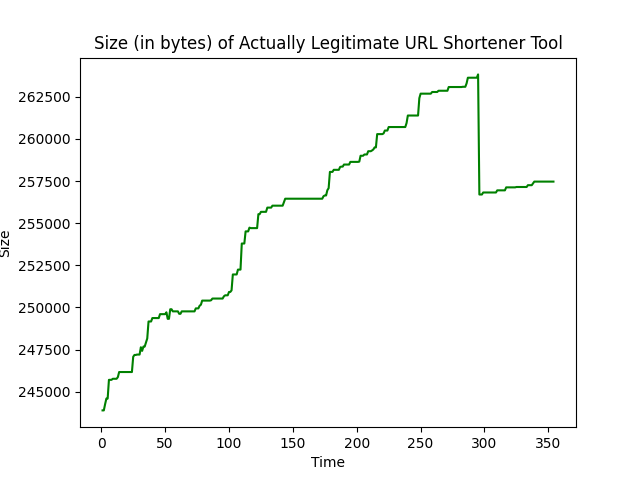 Size (in bytes) of Actually Legitimate URL Shortener Tool
262500
260000
257500
255000
252500
250000
247500
245000
Size
0 50 100 150 200 250 300 350
Time